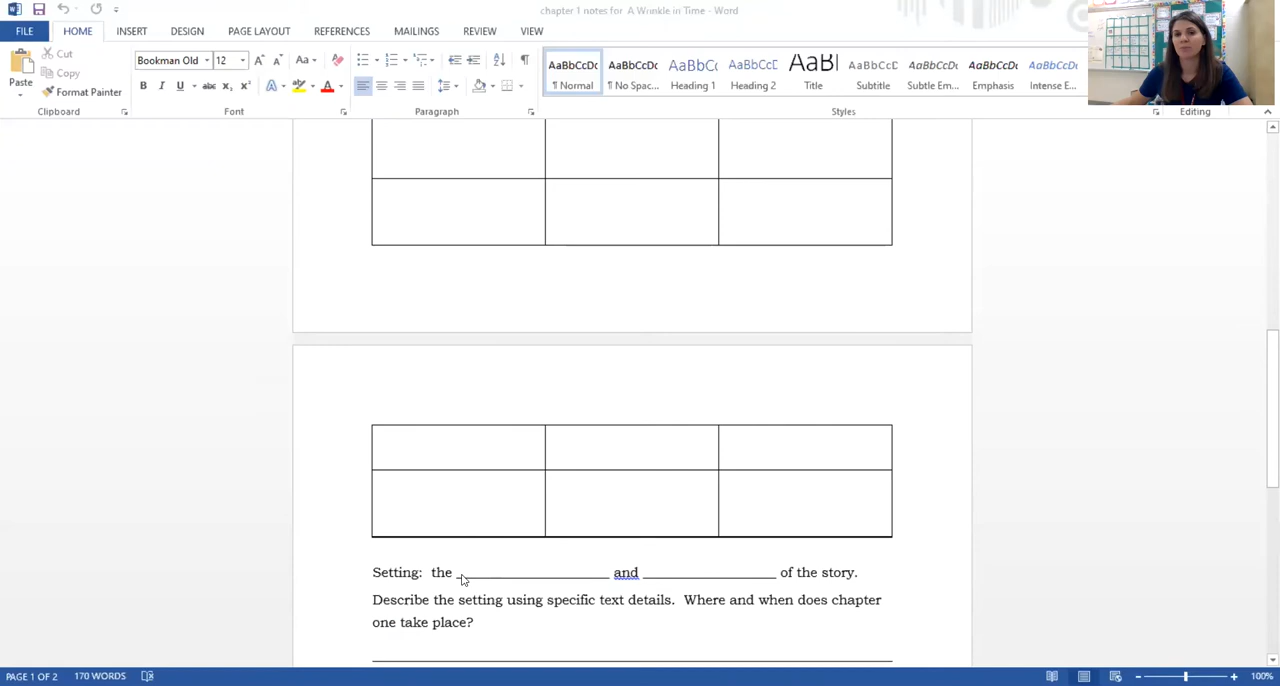 chapter 1 notes for A Wrinkle in Time - Word
FILE HOME INSERT DESIGN PAGE LAYOUT REFERENCES MAILINGS REVIEW VIEW
Paste
Cut
Copy
Format Painter
Clipboard
Bookman Old 12
Font
Paragraph
AaBbCcDc AaBbCcDc AaBbCc AaBbCcD AaBl AaBbCcD AaBbCcDc AaBbCcDc AaBbCcDc
¶ Normal ¶ No Spac... Heading 1 Heading 2 Title Subtitle Subtle Em... Emphasis Intense E...
Styles
Editing
Setting: the ____________________ and _________________ of the story.
Describe the setting using specific text details. Where and when does chapter
one take place?
PAGE 1 OF 2 170 WORDS 100%